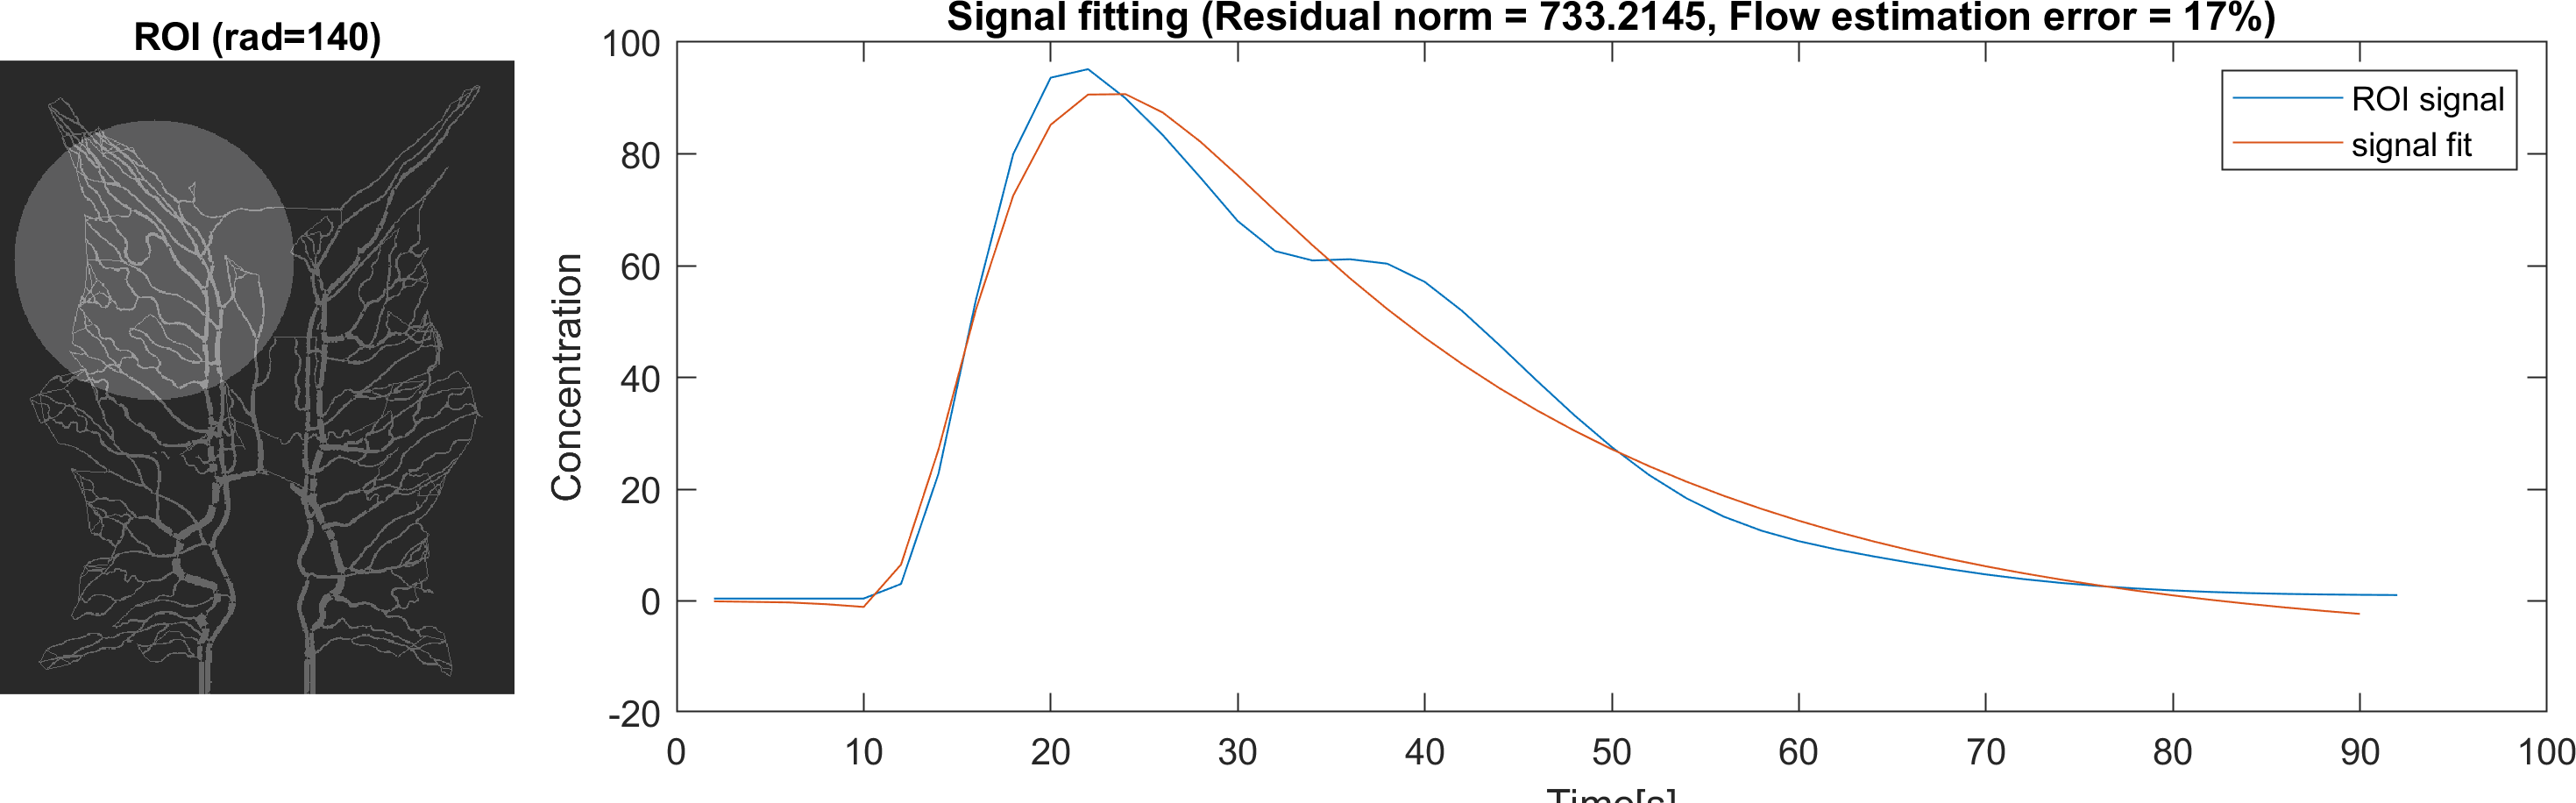 ROI (rad=140)
Signal fitting (Residual norm = 733.2145, Flow estimation error = 17%)
100
80
60
40
20
0
-20
Concentration
ROI signal
signal fit
0 10 20 30 40 50 60 70 80 90 100
Time[s]